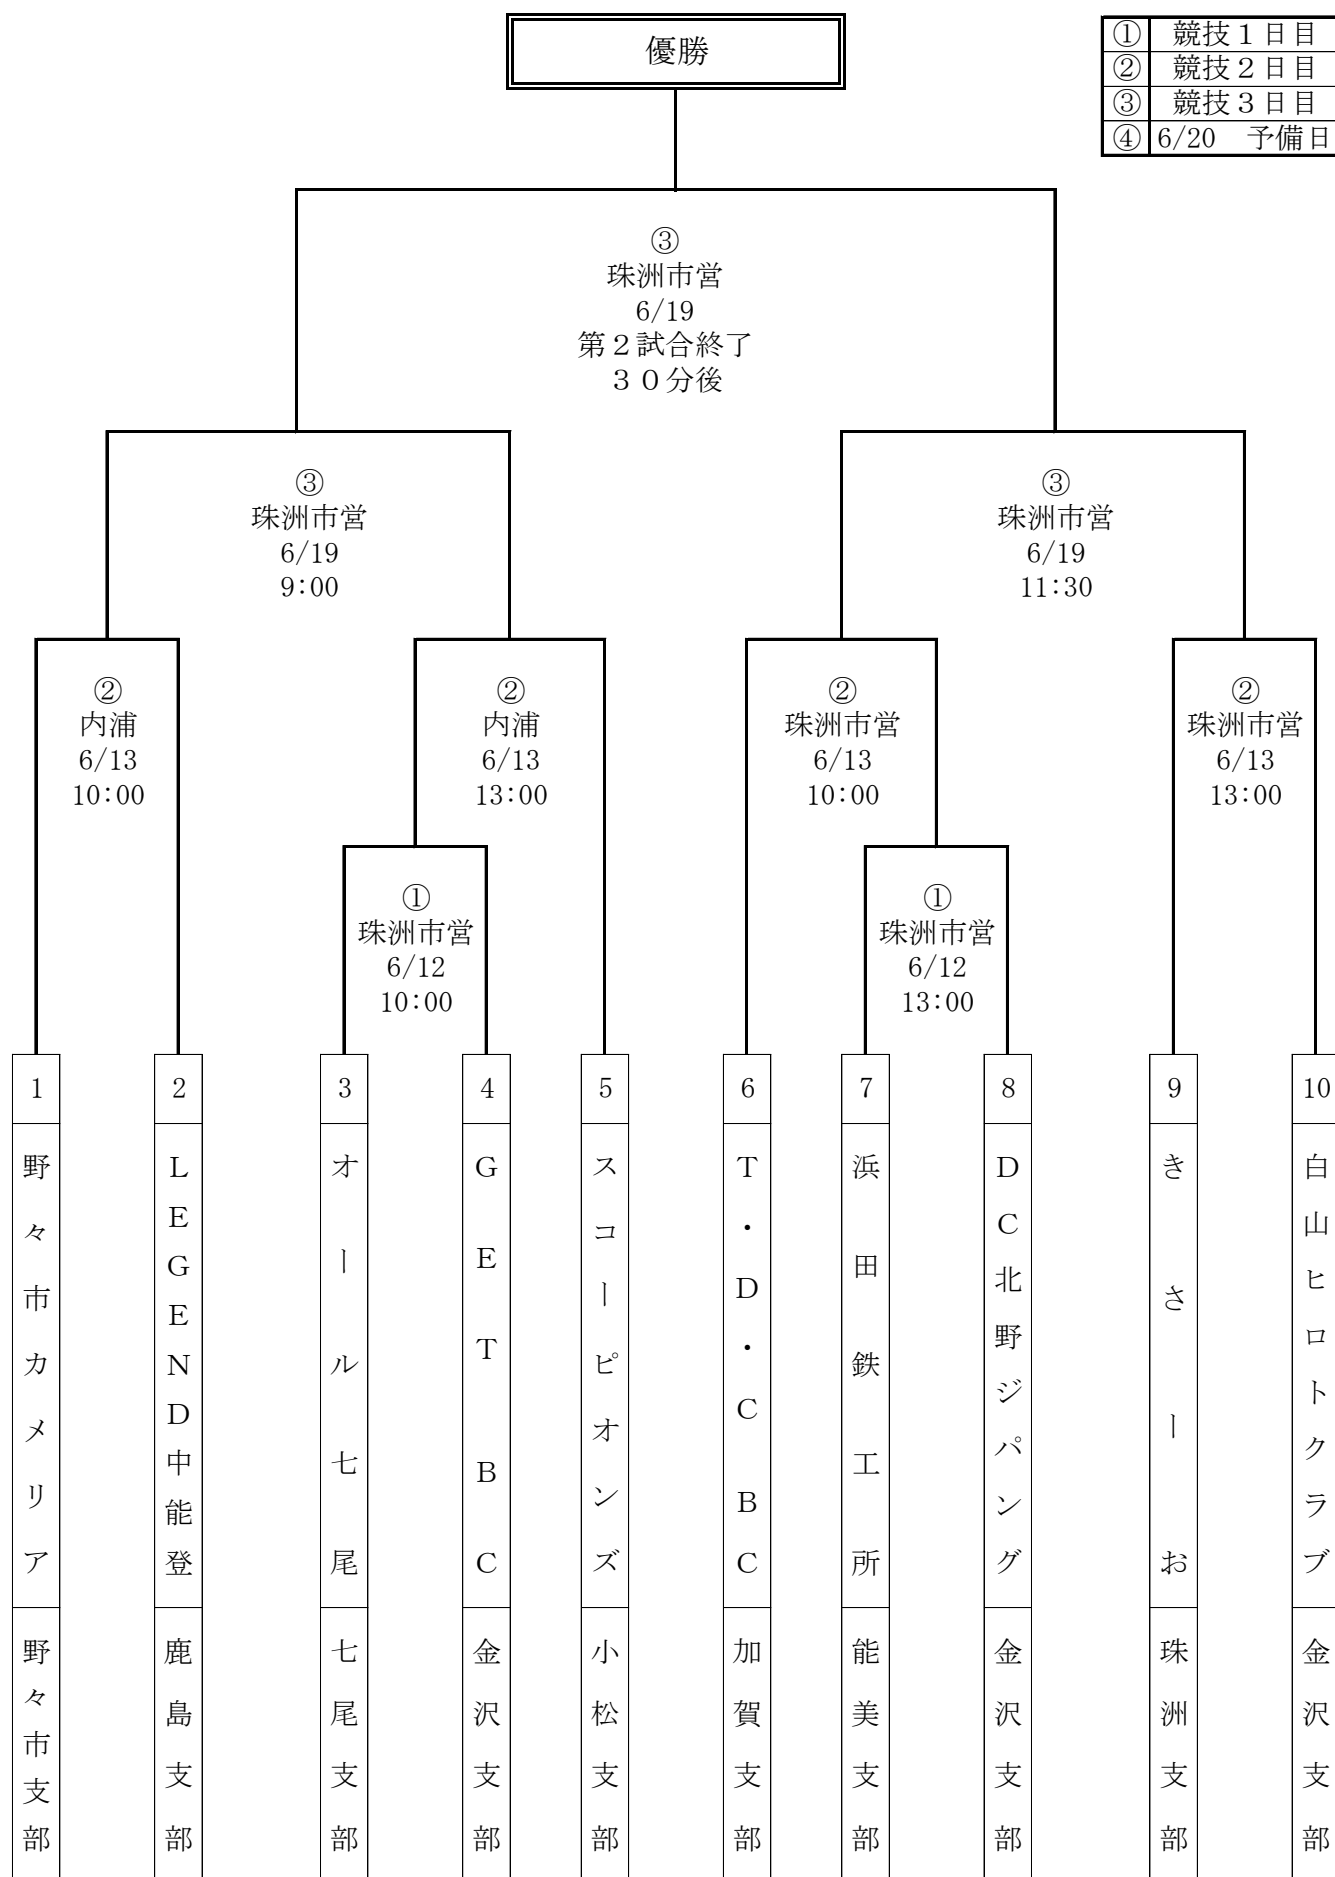 優勝
① 競技１日目
② 競技２日目
③ 競技３日目
④ 6/20　予備日
③
珠洲市営
6/19
第２試合終了
３０分後
③
珠洲市営
6/19
9:00
③
珠洲市営
6/19
11:30
②
内浦
6/13
10:00
②
内浦
6/13
13:00
②
珠洲市営
6/13
10:00
②
珠洲市営
6/13
13:00
①
珠洲市営
6/12
10:00
①
珠洲市営
6/12
13:00
1
野々市カメリア
野々市支部
2
ＬＥＧＥＮＤ中能登
鹿島支部
3
オール七尾
七尾支部
4
ＧＥＴ　ＢＣ
金沢支部
5
スコーピオンズ
小松支部
6
Ｔ・Ｄ・Ｃ　ＢＣ
加賀支部
7
浜田鉄工所
能美支部
8
ＤＣ北野ジパング
金沢支部
9
きさーお
珠洲支部
10
白山ヒロトクラブ
金沢支部